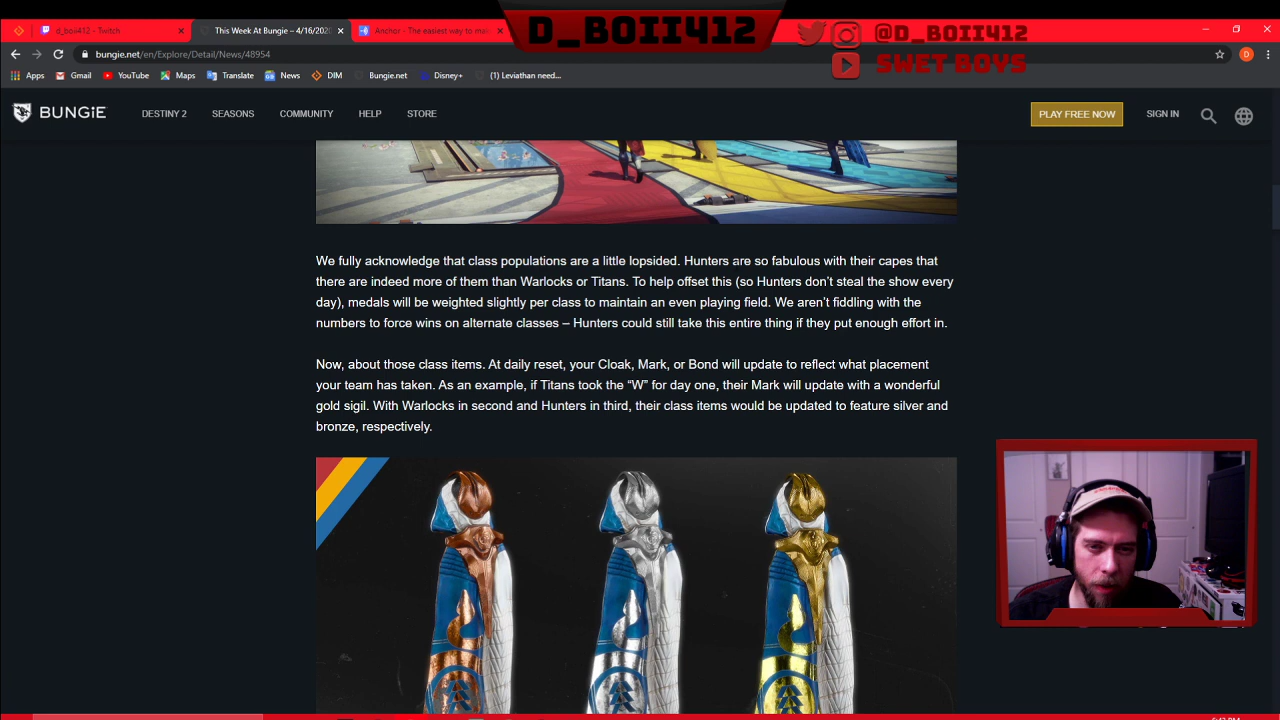 D_BOII412
@D_BOII412
SWET BOYS
d_boii412 - Twitch
This Week At Bungie – 4/16/2020
Anchor - The easiest way to ma
bungie.net/en/Explore/Detail/News/48954
Apps Gmail YouTube Maps Translate News DIM Bungie.net Disney+ (1) Leviathan need...
BUNGiE DESTINY 2 SEASONS COMMUNITY HELP STORE PLAY FREE NOW SIGN IN
We fully acknowledge that class populations are a little lopsided. Hunters are so fabulous with their capes that
there are indeed more of them than Warlocks or Titans. To help offset this (so Hunters don’t steal the show every
day), medals will be weighted slightly per class to maintain an even playing field. We aren’t fiddling with the
numbers to force wins on alternate classes – Hunters could still take this entire thing if they put enough effort in.
Now, about those class items. At daily reset, your Cloak, Mark, or Bond will update to reflect what placement
your team has taken. As an example, if Titans took the “W” for day one, their Mark will update with a wonderful
gold sigil. With Warlocks in second and Hunters in third, their class items would be updated to feature silver and
bronze, respectively.